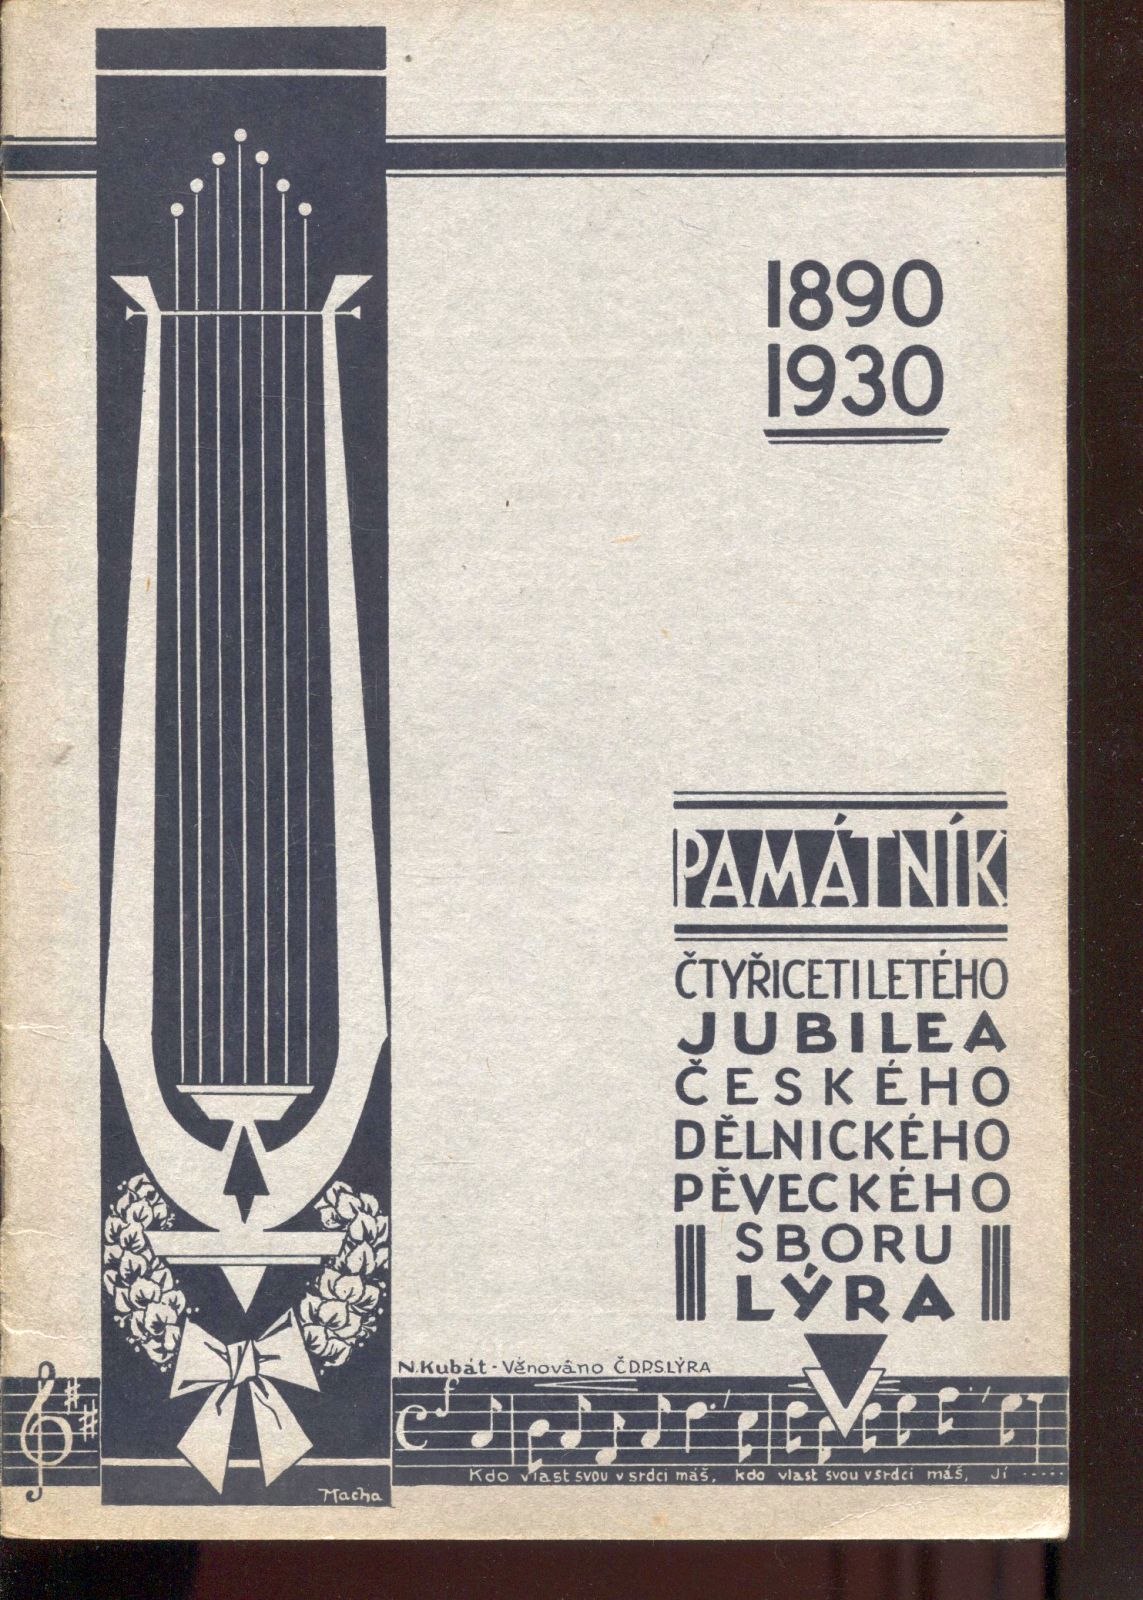 1890
1930
PAMÁTNÍK
ČTYŘICETILETÉHO
JUBILEA
ČESKÉHO
DĚLNICKÉHO
PĚVECKÉHO
SBORU
LÝRA
N. Kubát - Věnováno Č.D.P.S. LÝRA
f
Kdo vlast svou v srdci máš, kdo vlast svou v srdci máš, Jí .....
Macha